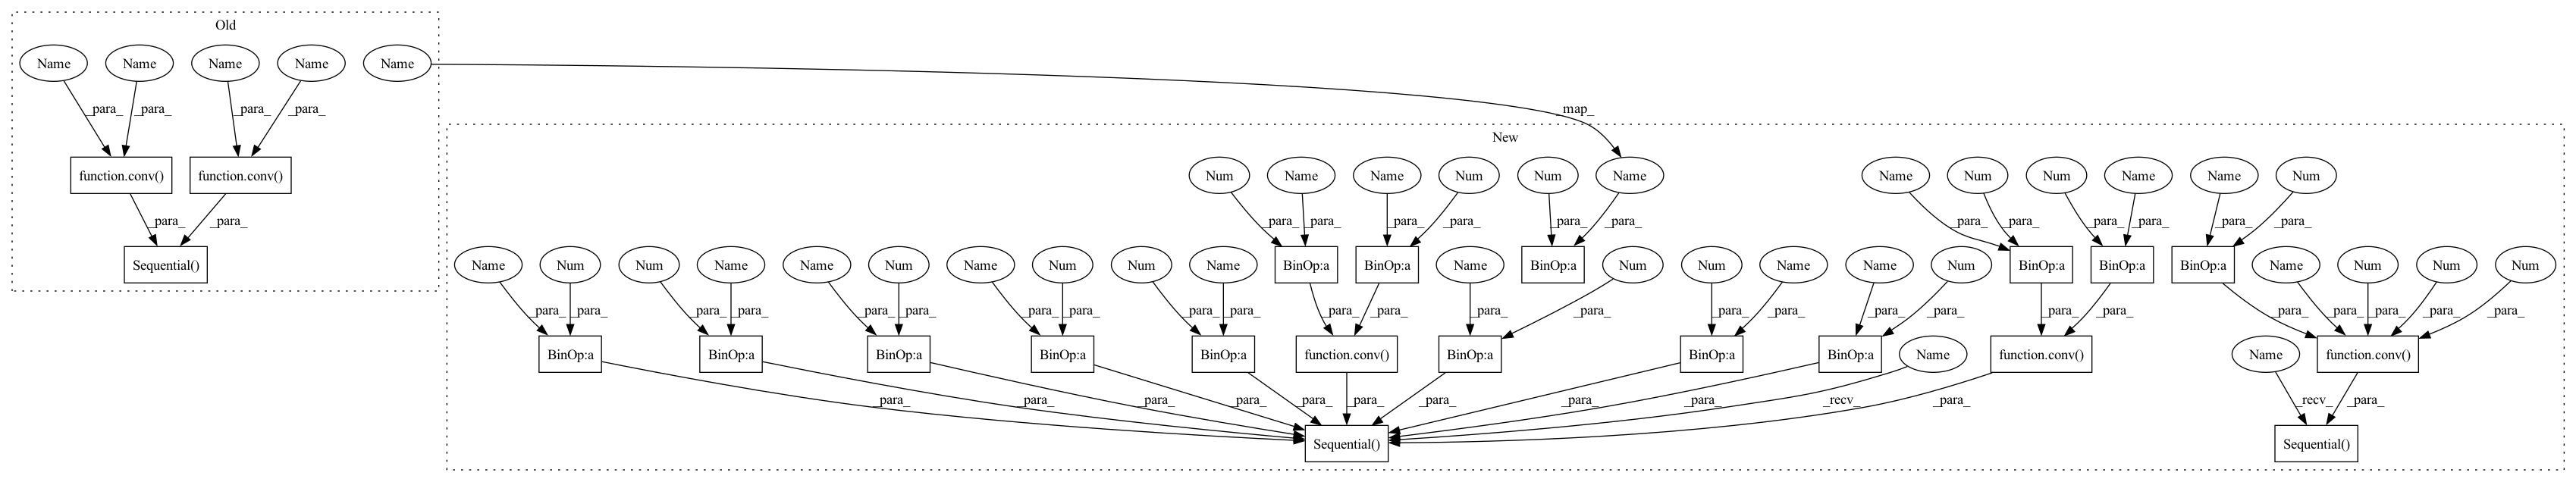 Old
Name Name Name Name Name
_para_ _para_ _para_ _para_ _map_
New
function.conv() function.conv() Num Name Name Num Num Name Name Num Num Name Name Num
_para_ _para_ _para_ _para_ _para_ _para_ _para_ _para_ _para_ _para_ _para_ _para_ _para_ _para_
Sequential() Name Num Num Name Name Num Name Num Num Name BinOp:a BinOp:a Name Num BinOp:a Num Name Name Num BinOp:a BinOp:a BinOp:a Name Num Num Num
_para_ _para_ _para_ _para_ _para_ _para_ _para_ _para_ _para_ _para_ _para_ _para_ _para_ _para_ _para_ _para_ _para_ _para_ _para_ _para_ _para_ _para_ _para_ _para_ _para_
BinOp:a BinOp:a BinOp:a BinOp:a BinOp:a function.conv() BinOp:a BinOp:a BinOp:a Name function.conv() Name function.conv()
_para_ _para_ _para_ _para_ _para_ _para_ _para_ _para_ _para_ _recv_ _para_ _recv_ _para_
Sequential() Sequential()